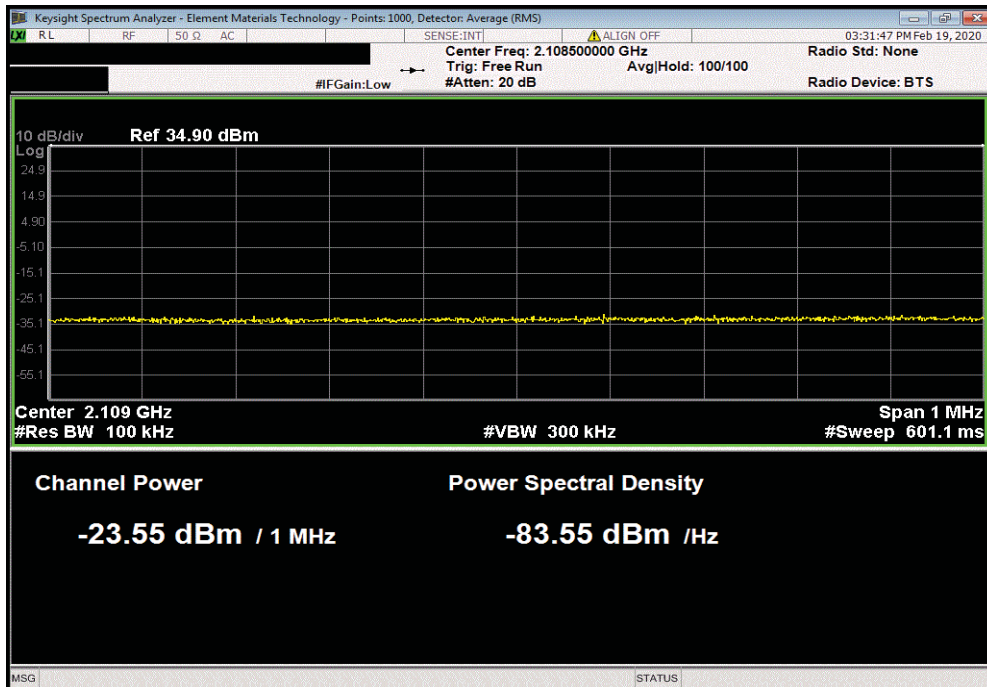 Keysight Spectrum Analyzer - Element Materials Technology - Points: 1000, Detector: Average (RMS)
LXI RL RF 50 Ω AC SENSE:INT ALIGN OFF 03:31:47 PM Feb 19, 2020
Center Freq: 2.108500000 GHz Radio Std: None
Trig: Free Run Avg|Hold: 100/100
#IFGain:Low #Atten: 20 dB Radio Device: BTS
10 dB/div Ref 34.90 dBm
Log
24.9
14.9
4.90
-5.10
-15.1
-25.1
-35.1
-45.1
-55.1
Center 2.109 GHz Span 1 MHz
#Res BW 100 kHz #VBW 300 kHz #Sweep 601.1 ms
Channel Power Power Spectral Density
-23.55 dBm / 1 MHz -83.55 dBm /Hz
MSG STATUS